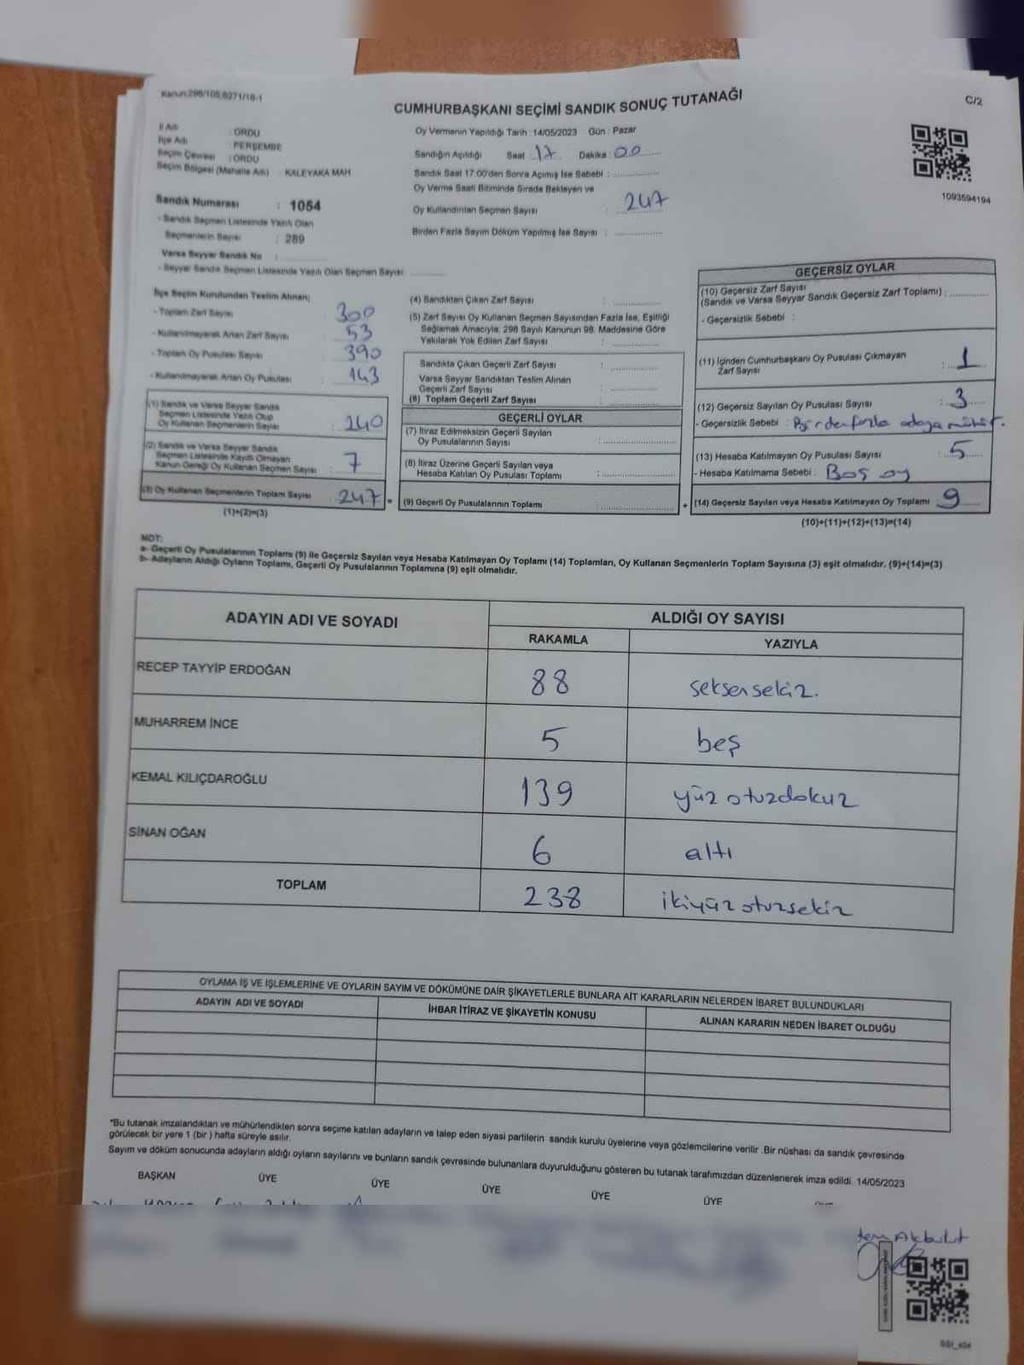 Kanun:298/105,6271/18-1
CUMHURBAŞKANI SEÇİMİ SANDIK SONUÇ TUTANAĞI
C/2
İl Adı : ORDU
İlçe Adı : PERŞEMBE
Seçim Çevresi : ORDU
Seçim Bölgesi (Mahalle Adı) : KALEYAKA MAH
Sandık Numarası : 1054
- Sandık Seçmen Listesinde Yazılı Olan
Seçmenlerin Sayısı : 289
Varsa Seyyar Sandık No :
- Seyyar Sandık Seçmen Listesinde Yazılı Olan Seçmen Sayısı :
Oy Vermenin Yapıldığı Tarih : 14/05/2023 Gün : Pazar
Sandığın Açıldığı Saat 17 Dakika : 00
Sandık Saat 17.00'den Sonra Açımış İse Sebebi :
Oy Verme Saati Bitiminde Sırada Bekleyen ve
Oy Kullandırılan Seçmen Sayısı : 247
Birden Fazla Sayım Döküm Yapılmış İse Sayısı :
1093594194
İlçe Seçim Kurulundan Teslim Alınan;
- Toplam Zarf Sayısı : 300
- Kullanılmayarak Artan Zarf Sayısı : 53
- Toplam Oy Pusulası Sayısı : 390
- Kullanılmayarak Artan Oy Pusulası : 143
(1) Sandık ve Varsa Seyyar Sandık
Seçmen Listesinde Yazılı Olup
Oy Kullanan Seçmenlerin Sayısı : 240
(2) Sandık ve Varsa Seyyar Sandık
Seçmen Listesinde Kayıtlı Olmayan
Kanun Gereği Oy Kullanan Seçmen Sayısı : 7
(3) Oy Kullanan Seçmenlerin Toplam Sayısı : 247
(1)+(2)=(3)
(4) Sandıktan Çıkan Zarf Sayısı :
(5) Zarf Sayısı Oy Kullanan Seçmen Sayısından Fazla İse, Eşitliği
Sağlamak Amacıyla; 298 Sayılı Kanunun 98. Maddesine Göre
Yakılarak Yok Edilen Zarf Sayısı :
Sandıkta Çıkan Geçerli Zarf Sayısı :
Varsa Seyyar Sandıktan Teslim Alınan
Geçerli Zarf Sayısı :
(6) Toplam Geçerli Zarf Sayısı :
GEÇERLİ OYLAR
(7) İtiraz Edilmeksizin Geçerli Sayılan
Oy Pusulalarının Sayısı :
(8) İtiraz Üzerine Geçerli Sayılan veya
Hesaba Katılan Oy Pusulası Toplamı :
= (9) Geçerli Oy Pusulalarının Toplamı :
GEÇERSİZ OYLAR
(10) Geçersiz Zarf Sayısı
(Sandık ve Varsa Seyyar Sandık Geçersiz Zarf Toplamı) :
- Geçersizlik Sebebi :
(11) İçinden Cumhurbaşkanı Oy Pusulası Çıkmayan
Zarf Sayısı : 1
(12) Geçersiz Sayılan Oy Pusulası Sayısı : 3
- Geçersizlik Sebebi : Birden fazla adaya mühür.
(13) Hesaba Katılmayan Oy Pusulası Sayısı : 5
- Hesaba Katılmama Sebebi : Boş oy
+ (14) Geçersiz Sayılan veya Hesaba Katılmayan Oy Toplamı : 9
(10)+(11)+(12)+(13)=(14)
NOT:
a- Geçerli Oy Pusulalarının Toplamı (9) ile Geçersiz Sayılan veya Hesaba Katılmayan Oy Toplamı (14) Toplamları, Oy Kullanan Seçmenlerin Toplam Sayısına (3) eşit olmalıdır. (9)+(14)=(3)
b- Adayların Aldığı Oyların Toplamı, Geçerli Oy Pusulalarının Toplamına (9) eşit olmalıdır.
ADAYIN ADI VE SOYADI
ALDIĞI OY SAYISI
RAKAMLA YAZIYLA
RECEP TAYYİP ERDOĞAN 88 seksensekiz.
MUHARREM İNCE 5 beş
KEMAL KILIÇDAROĞLU 139 yüz otuzdokuz
SİNAN OĞAN 6 altı
TOPLAM 238 ikiyüz otuzsekiz
OYLAMA İŞ VE İŞLEMLERİNE VE OYLARIN SAYIM VE DÖKÜMÜNE DAİR ŞİKAYETLERLE BUNLARA AİT KARARLARIN NELERDEN İBARET BULUNDUKLARI
ADAYIN ADI VE SOYADI İHBAR İTİRAZ VE ŞİKAYETİN KONUSU ALINAN KARARIN NEDEN İBARET OLDUĞU
"Bu tutanak imzalandıktan ve mühürlendikten sonra seçime katılan adayların ve talep eden siyasi partilerin sandık kurulu üyelerine veya gözlemcilerine verilir .Bir nüshası da sandık çevresinde
görülecek bir yere 1 (bir ) hafta süreyle asılır.
Sayım ve döküm sonucunda adayların aldığı oyların sayılarını ve bunların sandık çevresinde bulunanlara duyurulduğunu gösteren bu tutanak tarafımızdan düzenlenerek imza edildi. 14/05/2023
BAŞKAN ÜYE ÜYE ÜYE ÜYE ÜYE
Akbulut